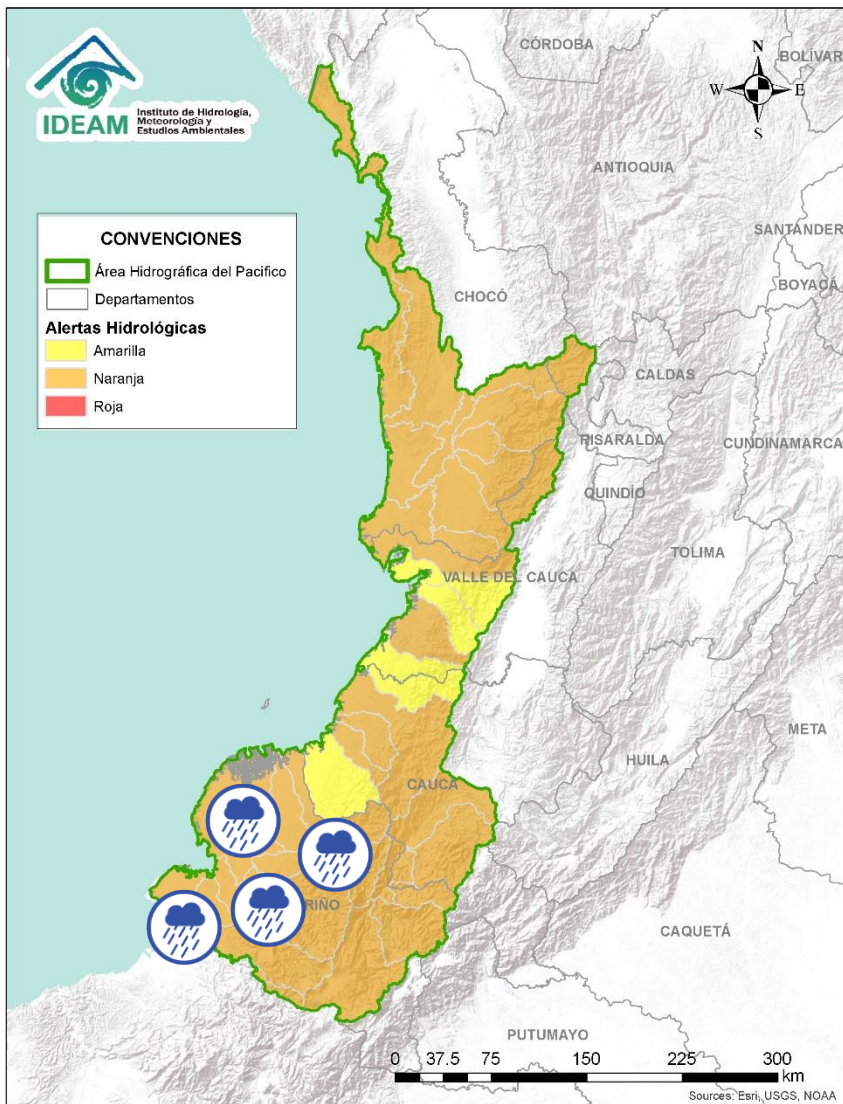 IDEAM
Instituto de Hidrología,
Meteorología y
Estudios Ambientales
CÓRDOBA
BOLÍVAR
N
W
E
S
ANTIOQUIA
SANTANDER
BOYACÁ
CONVENCIONES
Área Hidrográfica del Pacifico
Departamentos
Alertas Hidrológicas
Amarilla
Naranja
Roja
CHOCÓ
CALDAS
RISARALDA
CUNDINAMARCA
QUINDÍO
TOLIMA
VALLE DEL CAUCA
META
HUILA
CAUCA
RIÑO
CAQUETÁ
PUTUMAYO
0 37.5 75 150 225 300
km
Sources: Esri, USGS, NOAA